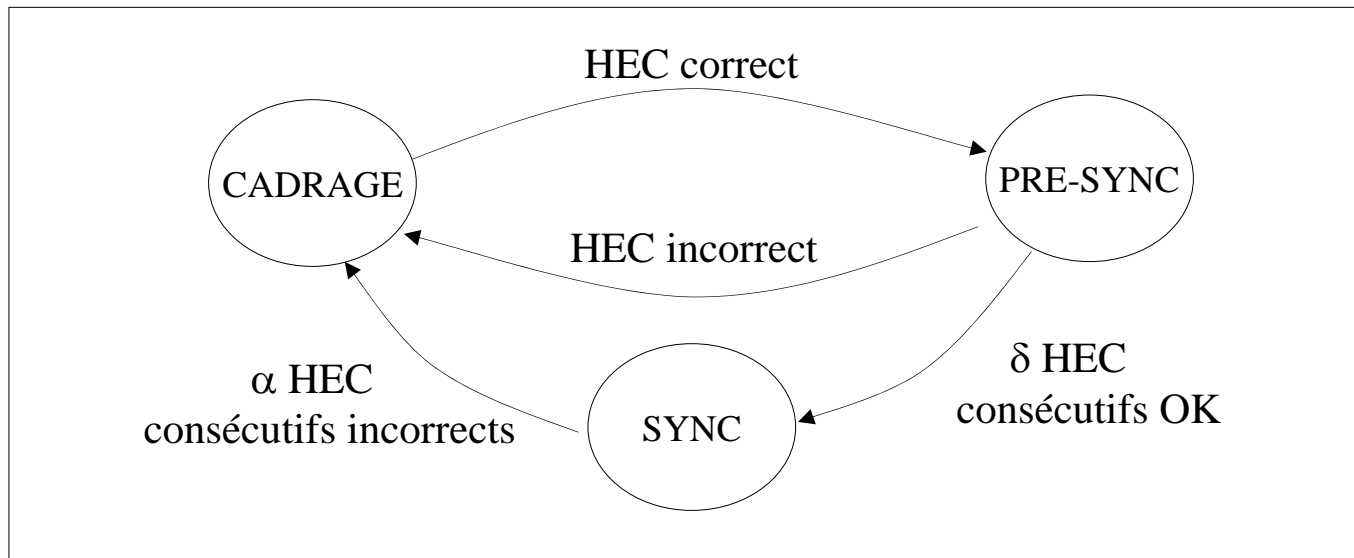 HEC correct
CADRAGE
PRE-SYNC
HEC incorrect
α HEC
consécutifs incorrects
δ HEC
consécutifs OK
SYNC